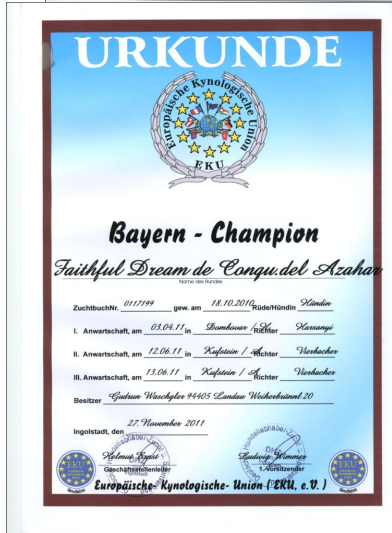 URKUNDE
Europäische Kynologische Union
EKU
Bayern - Champion
Faithful Dream de Congu.del Azahar
Name des Hundes
ZuchtbuchNr. 0117199 gew. am 18.10.2010 Rüde/Hündin Hündin
I. Anwartschaft, am 03.04.11 in Dombovar / Richter Harsanyi
II. Anwartschaft, am 12.06.11 in Kufstein / A Richter Vierbacher
III. Anwartschaft, am 13.06.11 in Kufstein / A Richter Vierbacher
Besitzer Gudrun Waschgler 94405 Landau Weiherbrünnl 20
Ingolstadt, den 27. November 2011
Helmut Ludwig Wimmer
Geschäftsstellenleiter 1. Vorsitzender
EKU EKU
Europäische- Kynologische- Union ( EKU, e.V. )